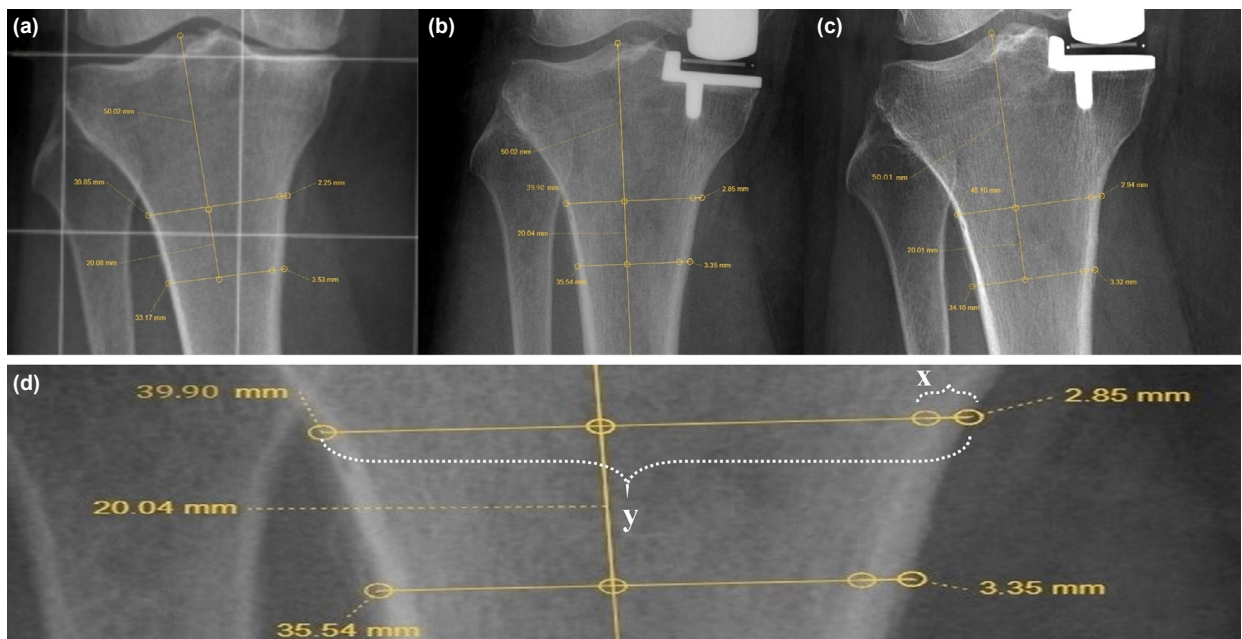 (a)
50.02 mm
39.85 mm
2.25 mm
20.09 mm
3.53 mm
33.17 mm
(b)
50.02 mm
39.90 mm
2.85 mm
20.04 mm
35.54 mm
3.35 mm
(c)
50.01 mm
40.10 mm
2.94 mm
20.01 mm
34.10 mm
3.32 mm
(d)
39.90 mm
x
2.85 mm
20.04 mm
y
35.54 mm
3.35 mm